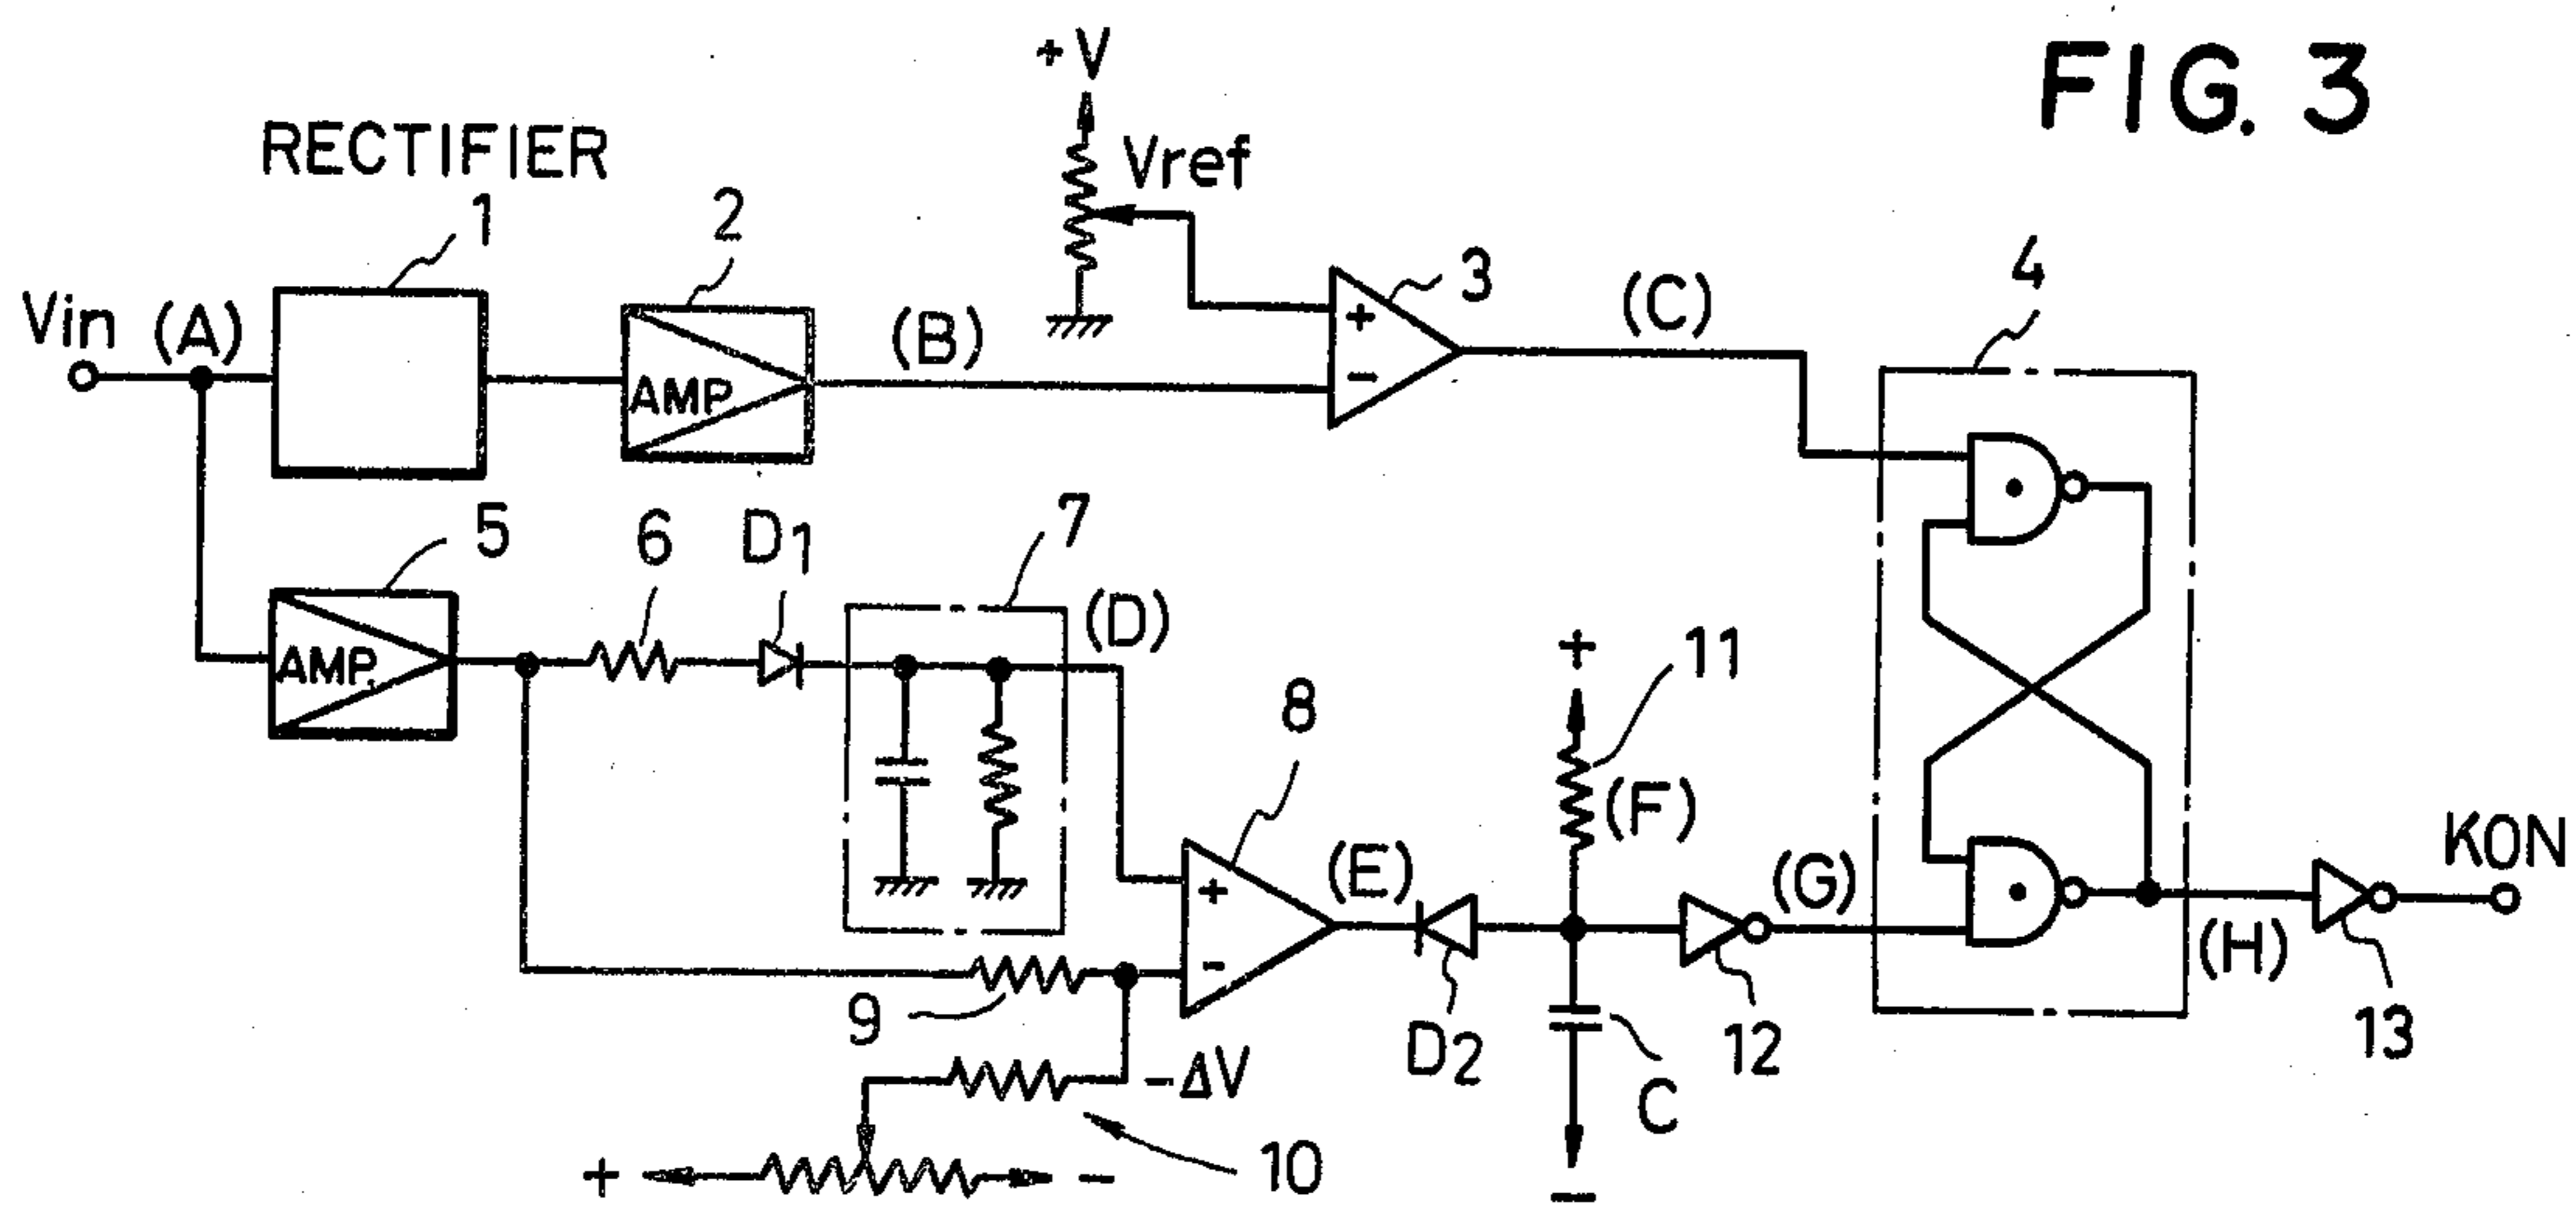 FIG. 3
+V
Vref
RECTIFIER
1
2
3
4
Vin (A)
(B)
(C)
+
-
AMP
5
6
D1
7
(D)
AMP.
8
+
11
(F)
(E)
(G)
KON
+
-
(H)
9
D2
C
12
13
-ΔV
10
+
-
-